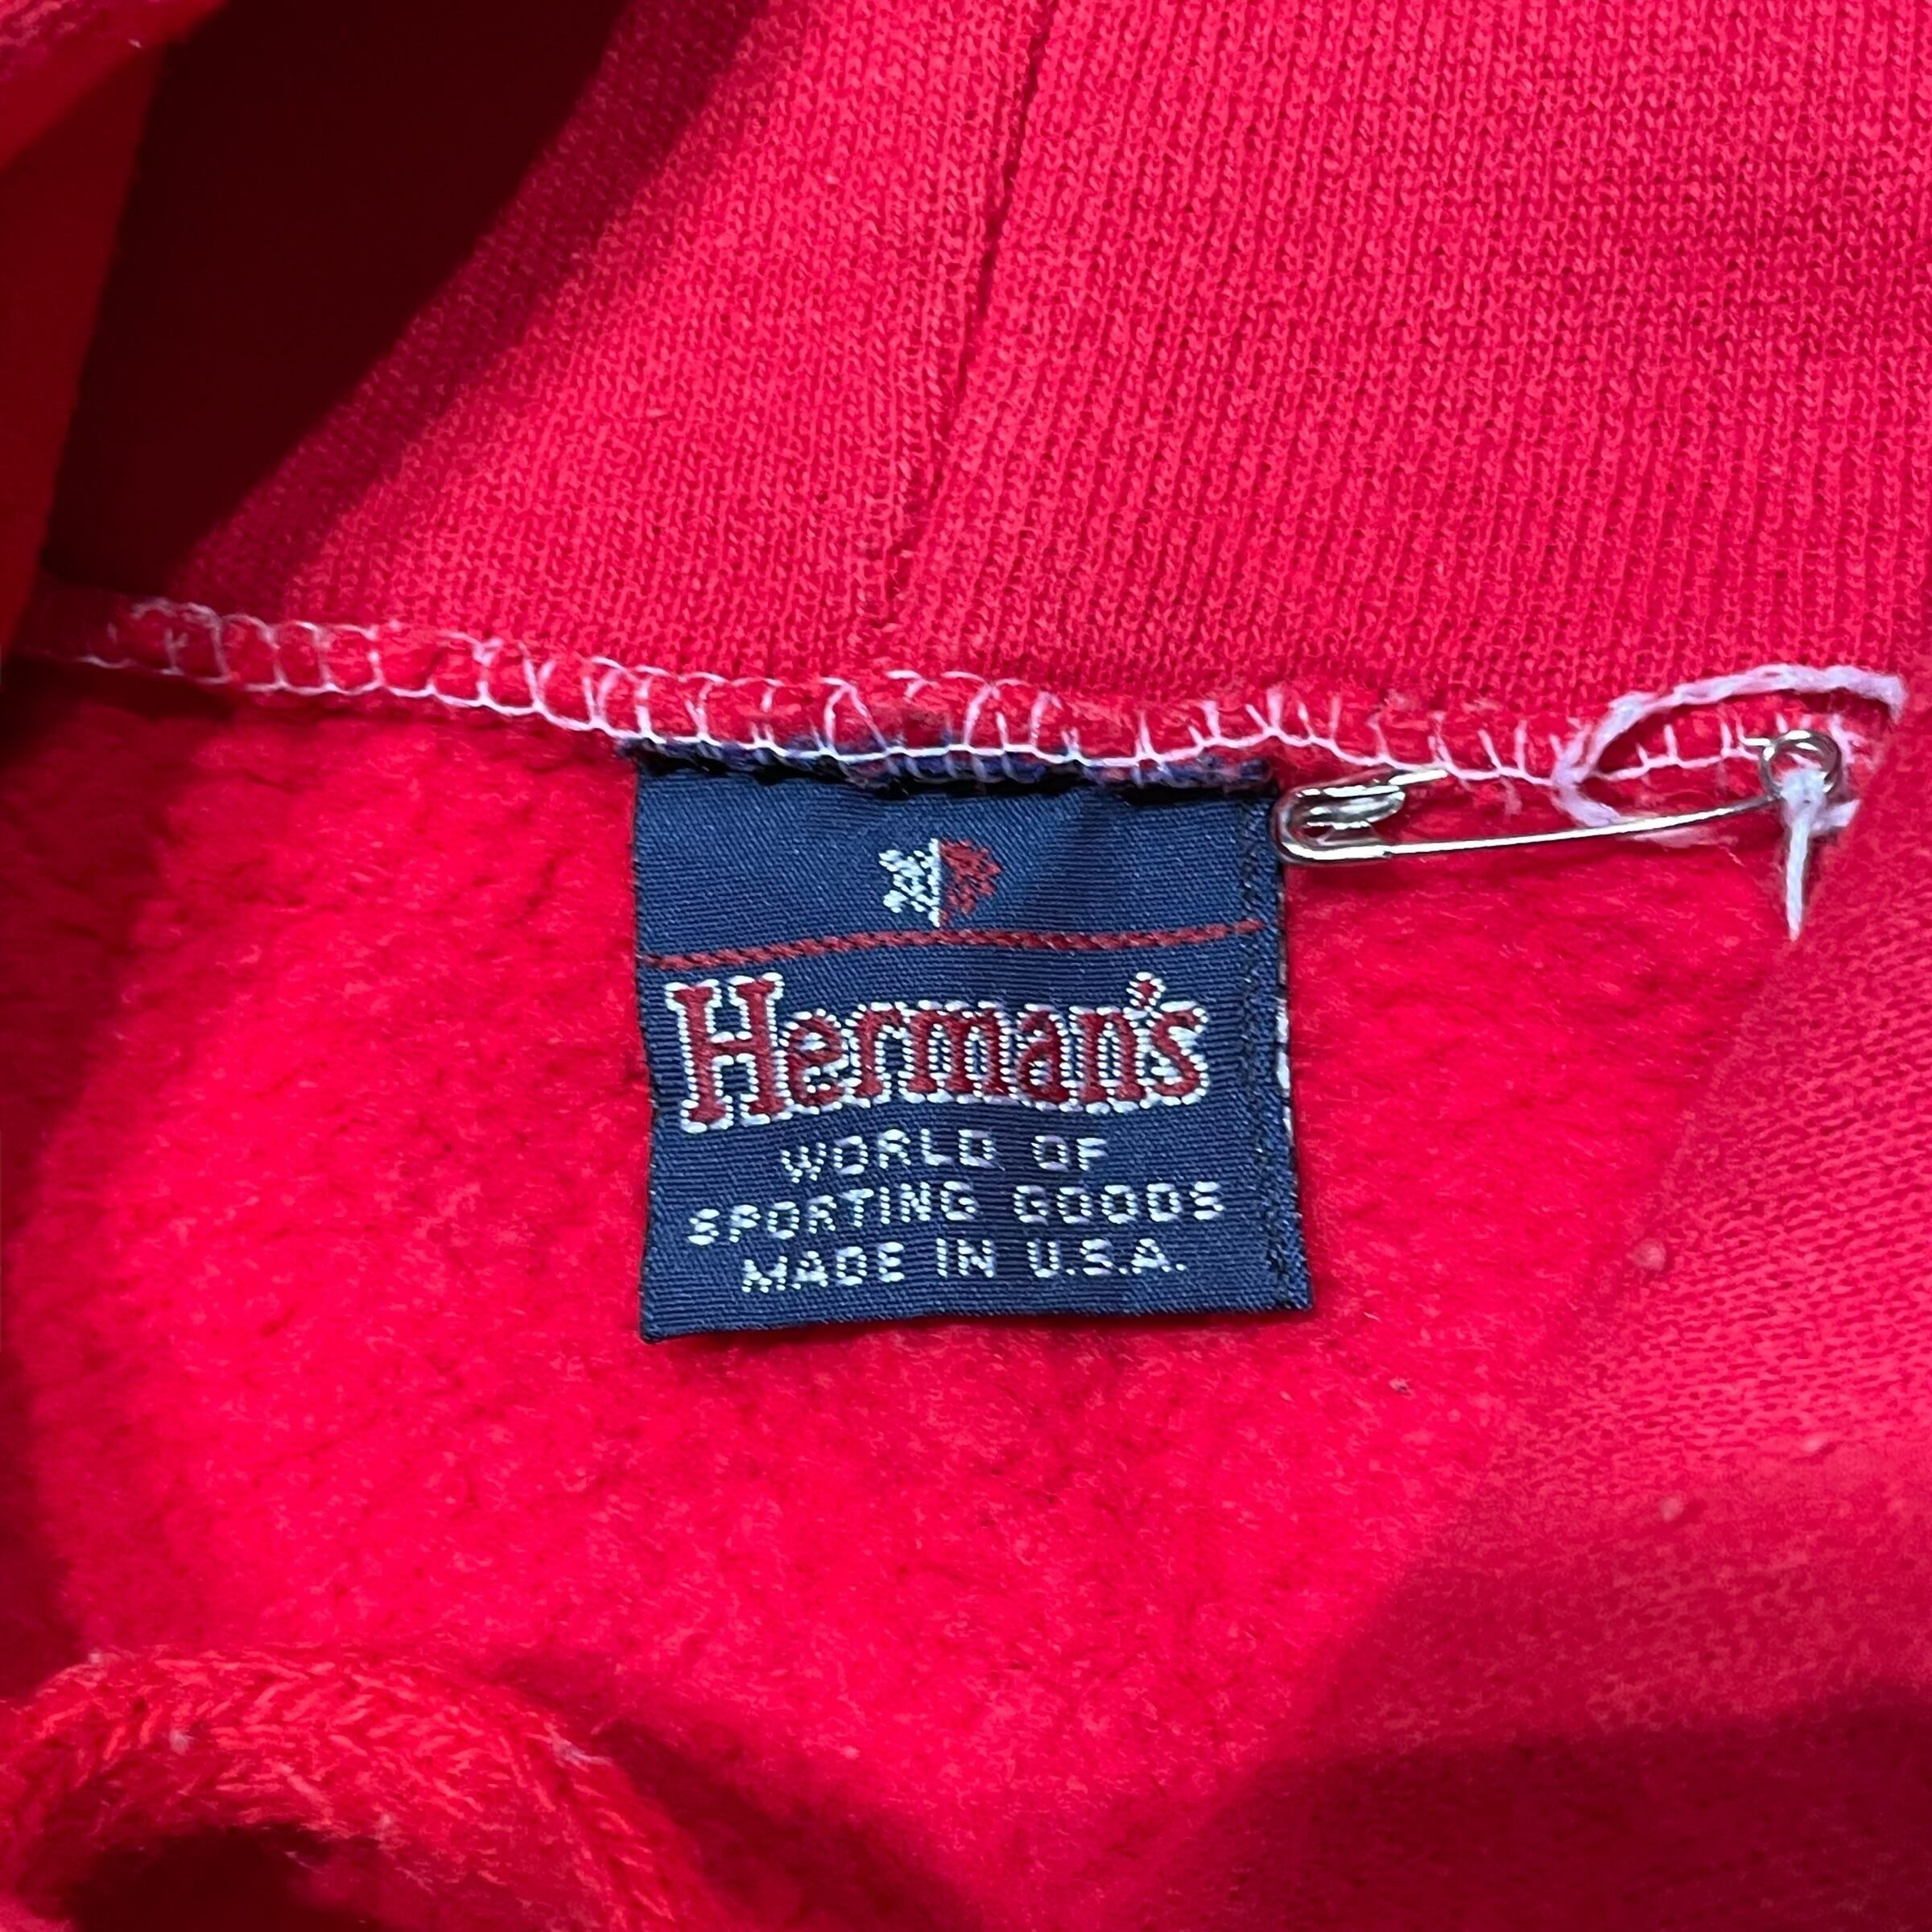 Herman's
WORLD OF
SPORTING GOODS
MADE IN U.S.A.